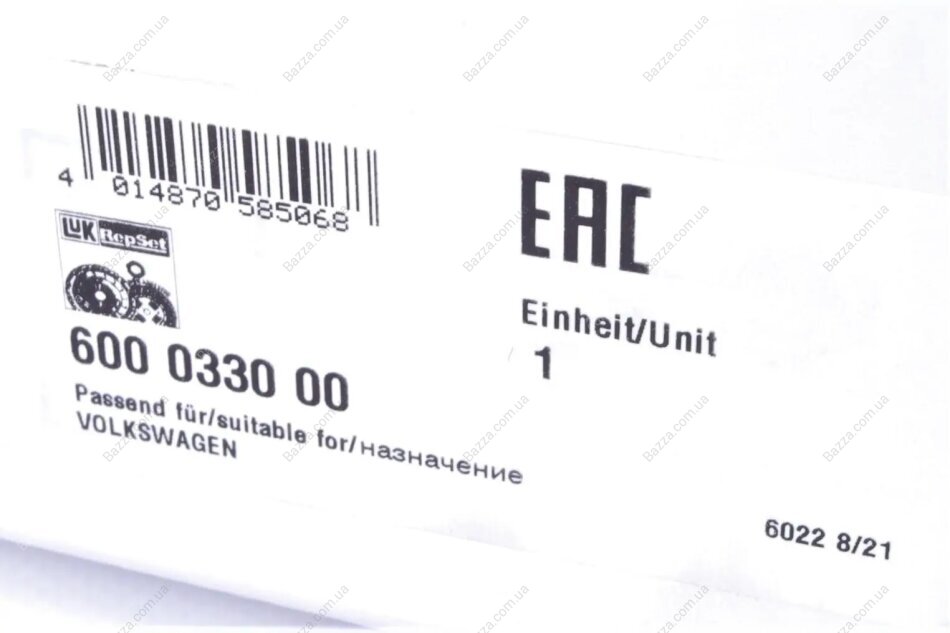 4 014870 585068
LUK RepSet
600 0330 00
Passend für/suitable for/назначение
VOLKSWAGEN
EAC
Einheit/Unit
1
6022 8/21
Bazza.com.ua